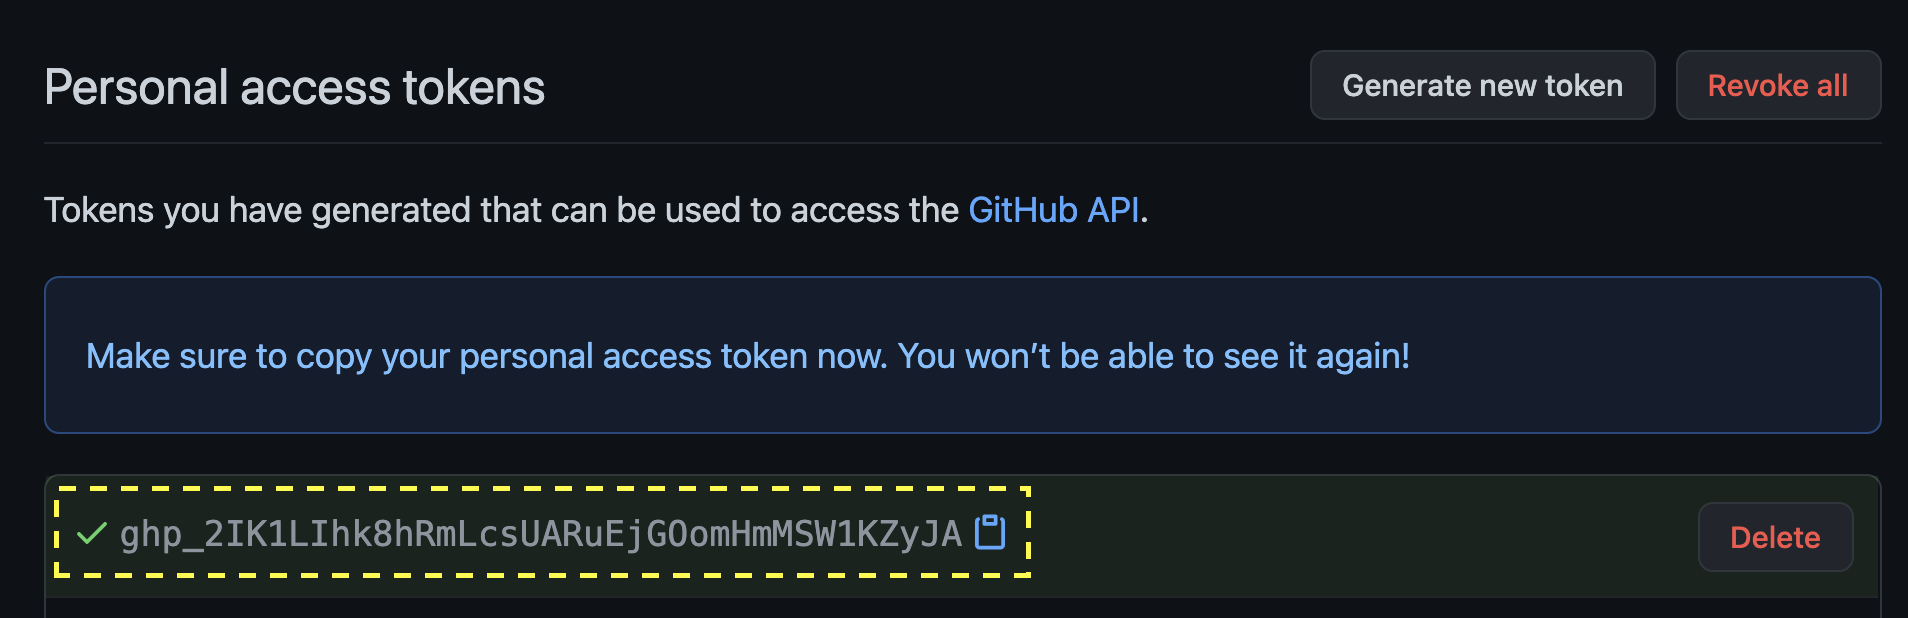 Personal access tokens
Generate new token
Revoke all
Tokens you have generated that can be used to access the GitHub API.
Make sure to copy your personal access token now. You won’t be able to see it again!
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
Delete